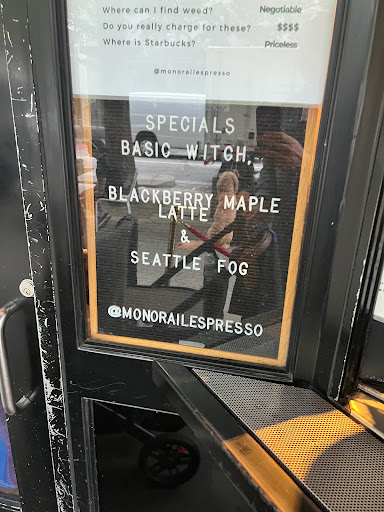 Where can I find weed? Negotiable
Do you really charge for these? $$$$
Where is Starbucks? Priceless
@monorailespresso
SPECIALS
BASIC WITCH,
BLACKBERRY MAPLE
LATTE
&
SEATTLE FOG
@MONORAILESPRESSO